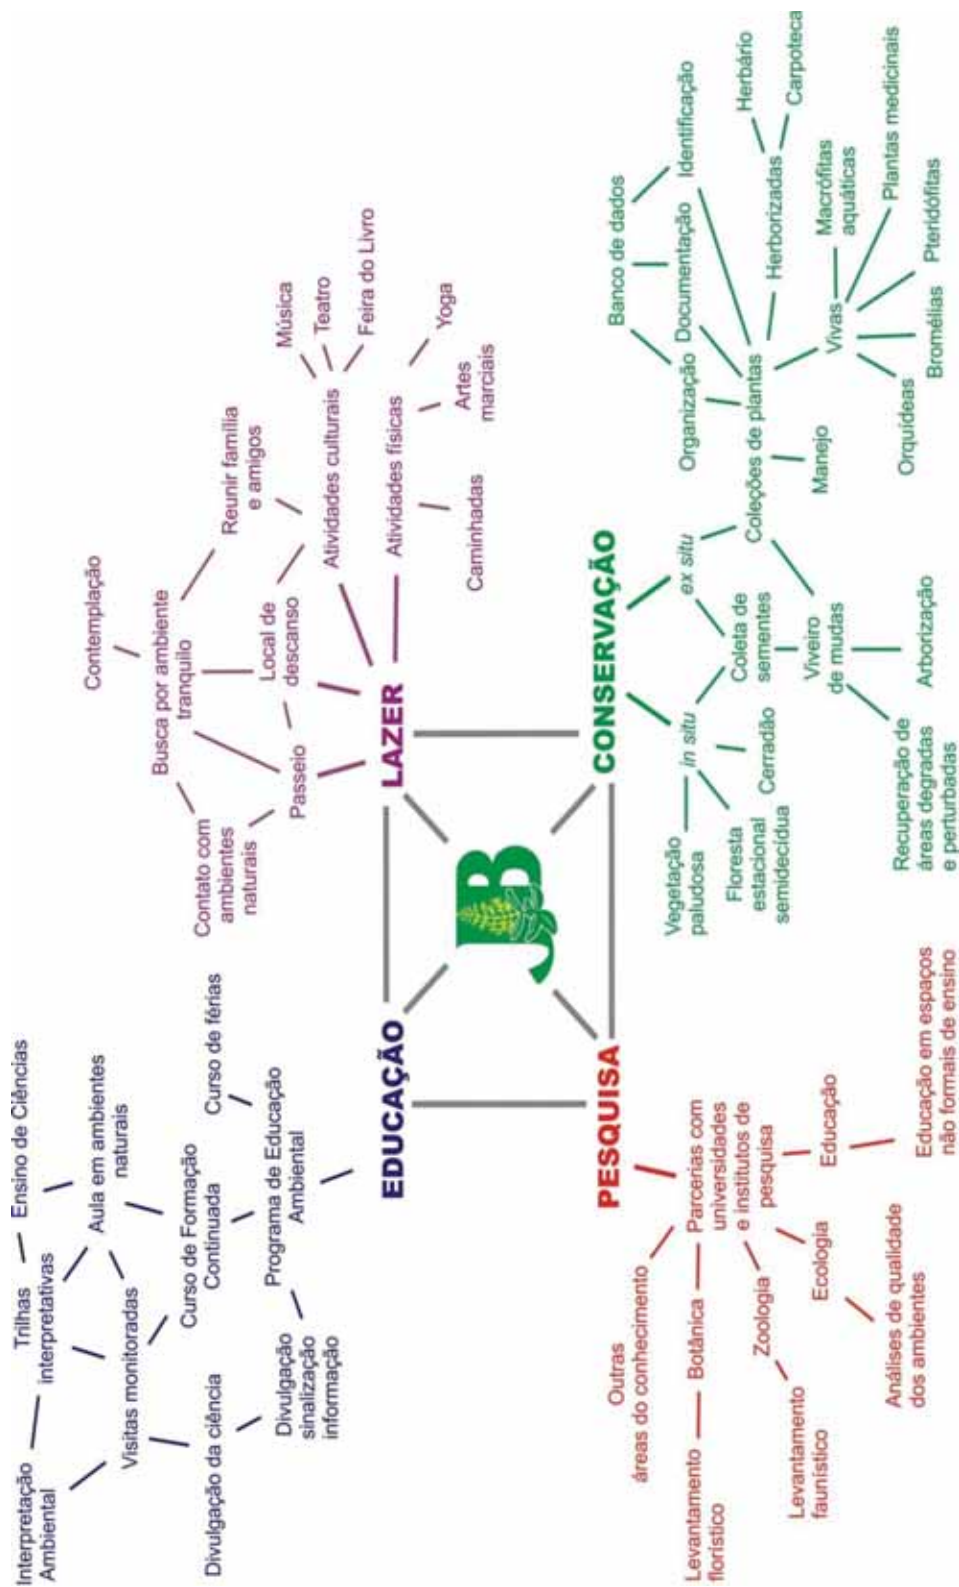 Interpretação
Ambiental
Trilhas
interpretativas
Ensino de Ciências
Aula em ambientes
naturais
Visitas monitoradas
Curso de Formação
Continuada
Curso de férias
Divulgação da ciência
Programa de Educação
Ambiental
Divulgação
sinalização
informação
EDUCAÇÃO
Contemplação
Busca por ambiente
tranquilo
Reunir família
e amigos
Contato com
ambientes
naturais
Local de
descanso
Passeio
Música
Teatro
Feira do Livro
Atividades culturais
LAZER
Atividades físicas
Yoga
Artes
marciais
Caminhadas
JB
PESQUISA
Outras
áreas do conhecimento
Parcerias com
universidades
e institutos de
pesquisa
Levantamento
florístico
Botânica
Zoologia
Levantamento
faunístico
Ecologia
Análises de qualidade
dos ambientes
Educação
Educação em espaços
não formais de ensino
CONSERVAÇÃO
in situ
ex situ
Vegetação
paludosa
Floresta
estacional
semidecídua
Cerradão
Coleta de
sementes
Viveiro
de mudas
Recuperação de
áreas degradas
e perturbadas
Arborização
Banco de dados
Organização
Documentação
Identificação
Coleções de plantas
Manejo
Herborizadas
Herbário
Carpoteca
Vivas
Macrófitas
aquáticas
Plantas medicinais
Pteridófitas
Bromélias
Orquídeas